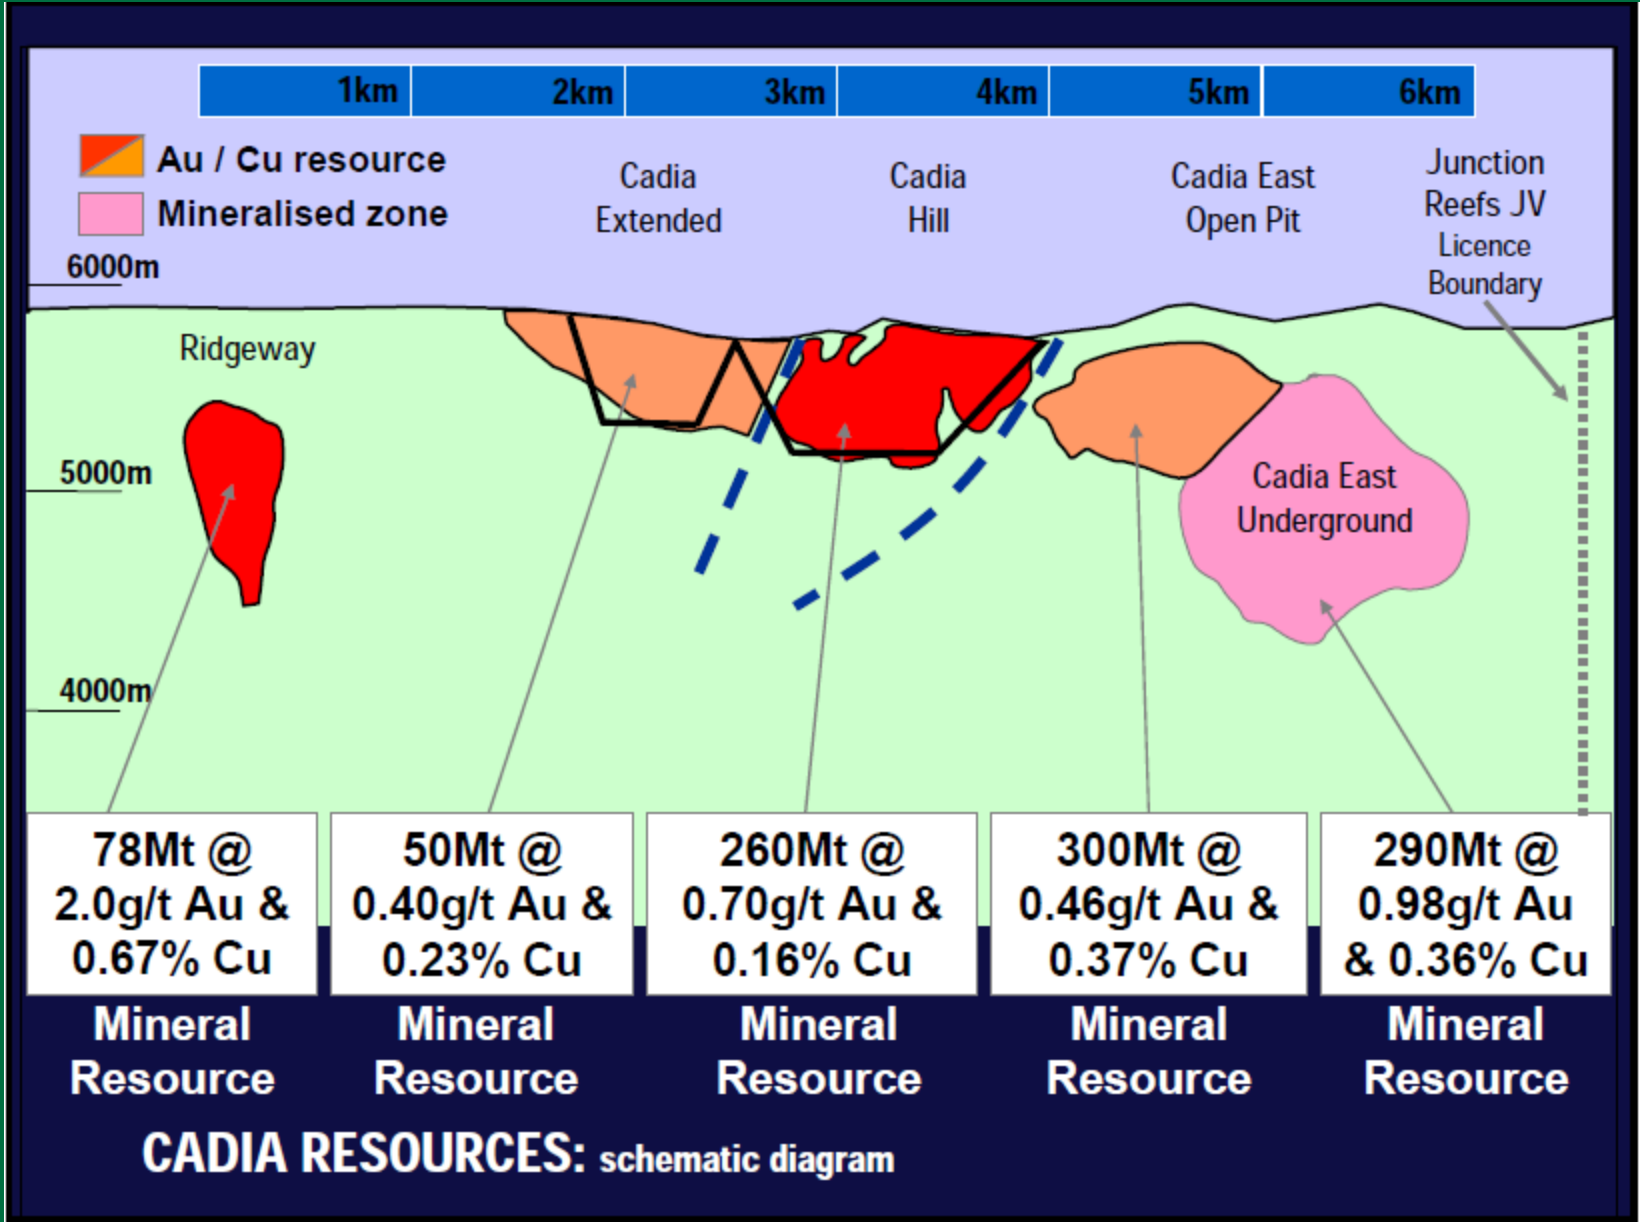 1km 2km 3km 4km 5km 6km
Au / Cu resource
Mineralised zone
Cadia
Extended
Cadia
Hill
Cadia East
Open Pit
Junction
Reefs JV
Licence
Boundary
6000m
Ridgeway
5000m
Cadia East
Underground
4000m
78Mt @
2.0g/t Au &
0.67% Cu
50Mt @
0.40g/t Au &
0.23% Cu
260Mt @
0.70g/t Au &
0.16% Cu
300Mt @
0.46g/t Au &
0.37% Cu
290Mt @
0.98g/t Au
& 0.36% Cu
Mineral
Resource
Mineral
Resource
Mineral
Resource
Mineral
Resource
Mineral
Resource
CADIA RESOURCES: schematic diagram